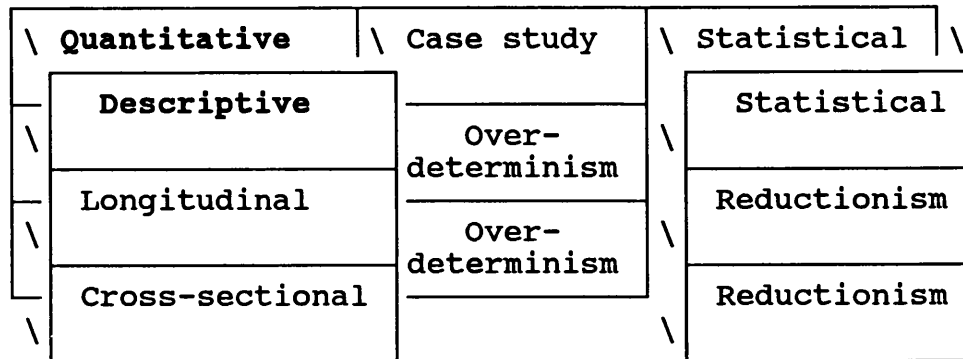 \ Quantitative \ Case study \ Statistical \
Descriptive Statistical
\ Over- \
determinism
Longitudinal Reductionism
\ Over- \
determinism
Cross-sectional Reductionism
\ \